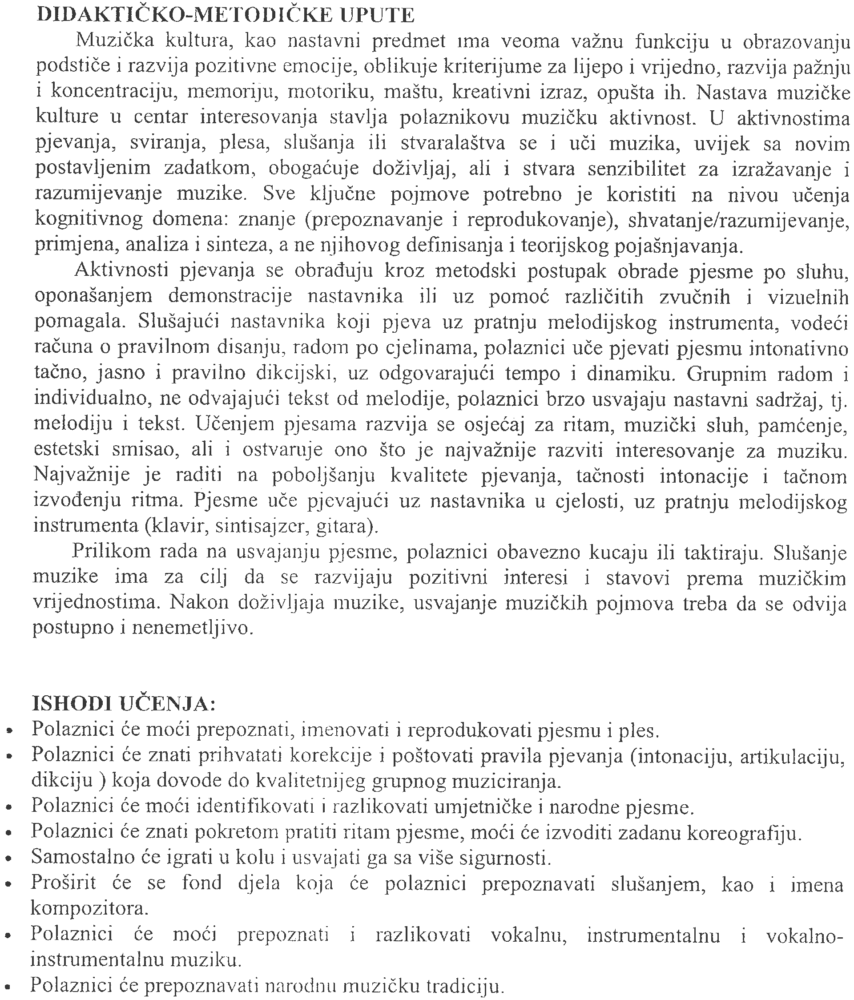 DIDAKTIČKO-METODIČKE UPUTE
Muzička kultura, kao nastavni predmet ima veoma važnu funkciju u obrazovanju
podstiče i razvija pozitivne emocije, oblikuje kriterijume za lijepo i vrijedno, razvija pažnju
i koncentraciju, memoriju, motoriku, maštu, kreativni izraz, opušta ih. Nastava muzičke
kulture u centar interesovanja stavlja polaznikovu muzičku aktivnost. U aktivnostima
pjevanja, sviranja, plesa, slušanja ili stvaralaštva se i uči muzika, uvijek sa novim
postavljenim zadatkom, obogaćuje doživljaj, ali i stvara senzibilitet za izražavanje i
razumijevanje muzike. Sve ključne pojmove potrebno je koristiti na nivou učenja
kognitivnog domena: znanje (prepoznavanje i reprodukovanje), shvatanje/razumijevanje,
primjena, analiza i sinteza, a ne njihovog definisanja i teorijskog pojašnjavanja.
Aktivnosti pjevanja se obrađuju kroz metodski postupak obrade pjesme po sluhu,
oponašanjem demonstracije nastavnika ili uz pomoć različitih zvučnih i vizuelnih
pomagala. Slušajući nastavnika koji pjeva uz pratnju melodijskog instrumenta, vodeći
računa o pravilnom disanju, radom po cjelinama, polaznici uče pjevati pjesmu intonativno
tačno, jasno i pravilno dikcijski, uz odgovarajući tempo i dinamiku. Grupnim radom i
individualno, ne odvajajući tekst od melodije, polaznici brzo usvajaju nastavni sadržaj, tj.
melodiju i tekst. Učenjem pjesama razvija se osjećaj za ritam, muzički sluh, pamćenje,
estetski smisao, ali i ostvaruje ono što je najvažnije razviti interesovanje za muziku.
Najvažnije je raditi na poboljšanju kvalitete pjevanja, tačnosti intonacije i tačnom
izvođenju ritma. Pjesme uče pjevajući uz nastavnika u cjelosti, uz pratnju melodijskog
instrumenta (klavir, sintisajzer, gitara).
Prilikom rada na usvajanju pjesme, polaznici obavezno kucaju ili taktiraju. Slušanje
muzike ima za cilj da se razvijaju pozitivni interesi i stavovi prema muzičkim
vrijednostima. Nakon doživljaja muzike, usvajanje muzičkih pojmova treba da se odvija
postupno i nenemetljivo.
ISHODI UČENJA:
• Polaznici će moći prepoznati, imenovati i reprodukovati pjesmu i ples.
• Polaznici će znati prihvatati korekcije i poštovati pravila pjevanja (intonaciju, artikulaciju,
dikciju ) koja dovode do kvalitetnijeg grupnog muziciranja.
• Polaznici će moći identifikovati i razlikovati umjetničke i narodne pjesme.
• Polaznici će znati pokretom pratiti ritam pjesme, moći će izvoditi zadanu koreografiju.
• Samostalno će igrati u kolu i usvajati ga sa više sigurnosti.
• Proširit će se fond djela koja će polaznici prepoznavati slušanjem, kao i imena
kompozitora.
• Polaznici će moći prepoznati i razlikovati vokalnu, instrumentalnu i vokalno-
instrumentalnu muziku.
• Polaznici će prepoznavati narodnu muzičku tradiciju.